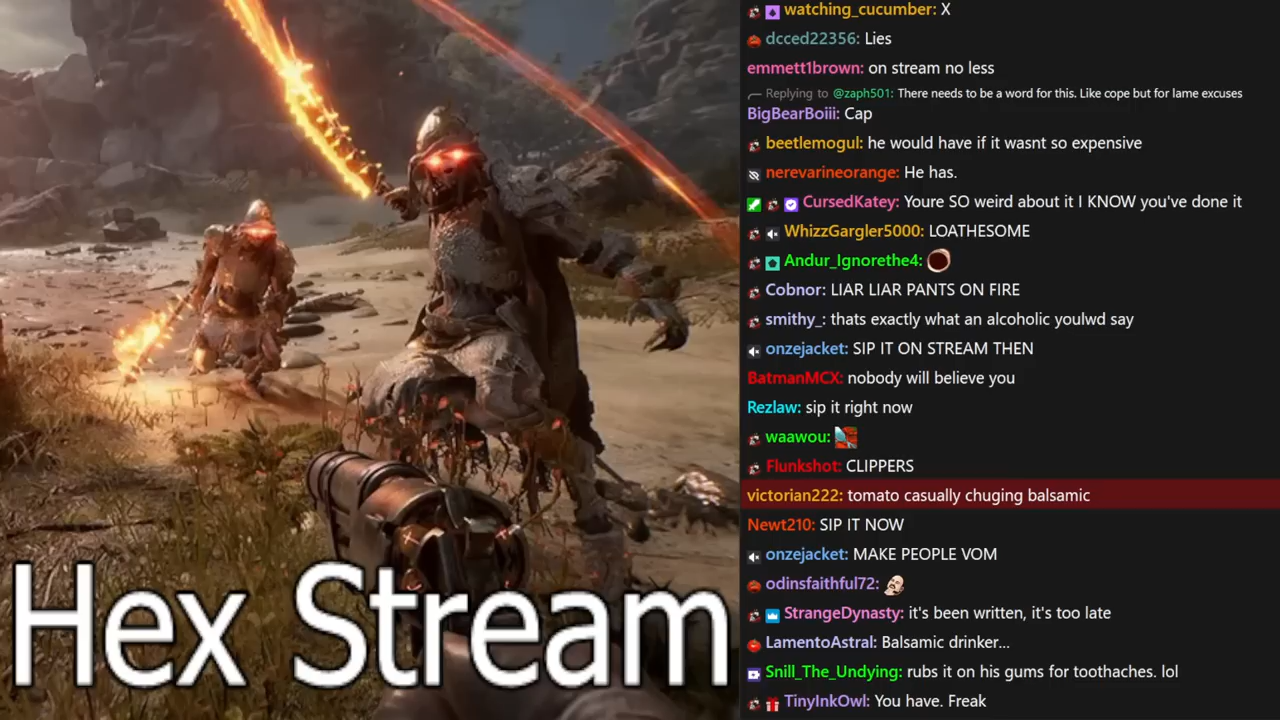 watching_cucumber: X
dcced22356: Lies
emmett1brown: on stream no less
Replying to @zaph501: There needs to be a word for this. Like cope but for lame excuses
BigBearBoiii: Cap
beetlemogul: he would have if it wasnt so expensive
nerevarineorange: He has.
CursedKatey: Youre SO weird about it I KNOW you've done it
WhizzGargler5000: LOATHESOME
Andur_Ignorethe4:
Cobnor: LIAR LIAR PANTS ON FIRE
smithy_: thats exactly what an alcoholic youlwd say
onzejacket: SIP IT ON STREAM THEN
BatmanMCX: nobody will believe you
Rezlaw: sip it right now
waawou:
Flunkshot: CLIPPERS
victorian222: tomato casually chuging balsamic
Newt210: SIP IT NOW
onzejacket: MAKE PEOPLE VOM
odinsfaithful72:
StrangeDynasty: it's been written, it's too late
LamentoAstral: Balsamic drinker...
Snill_The_Undying: rubs it on his gums for toothaches. lol
TinyInkOwl: You have. Freak
Hex Stream